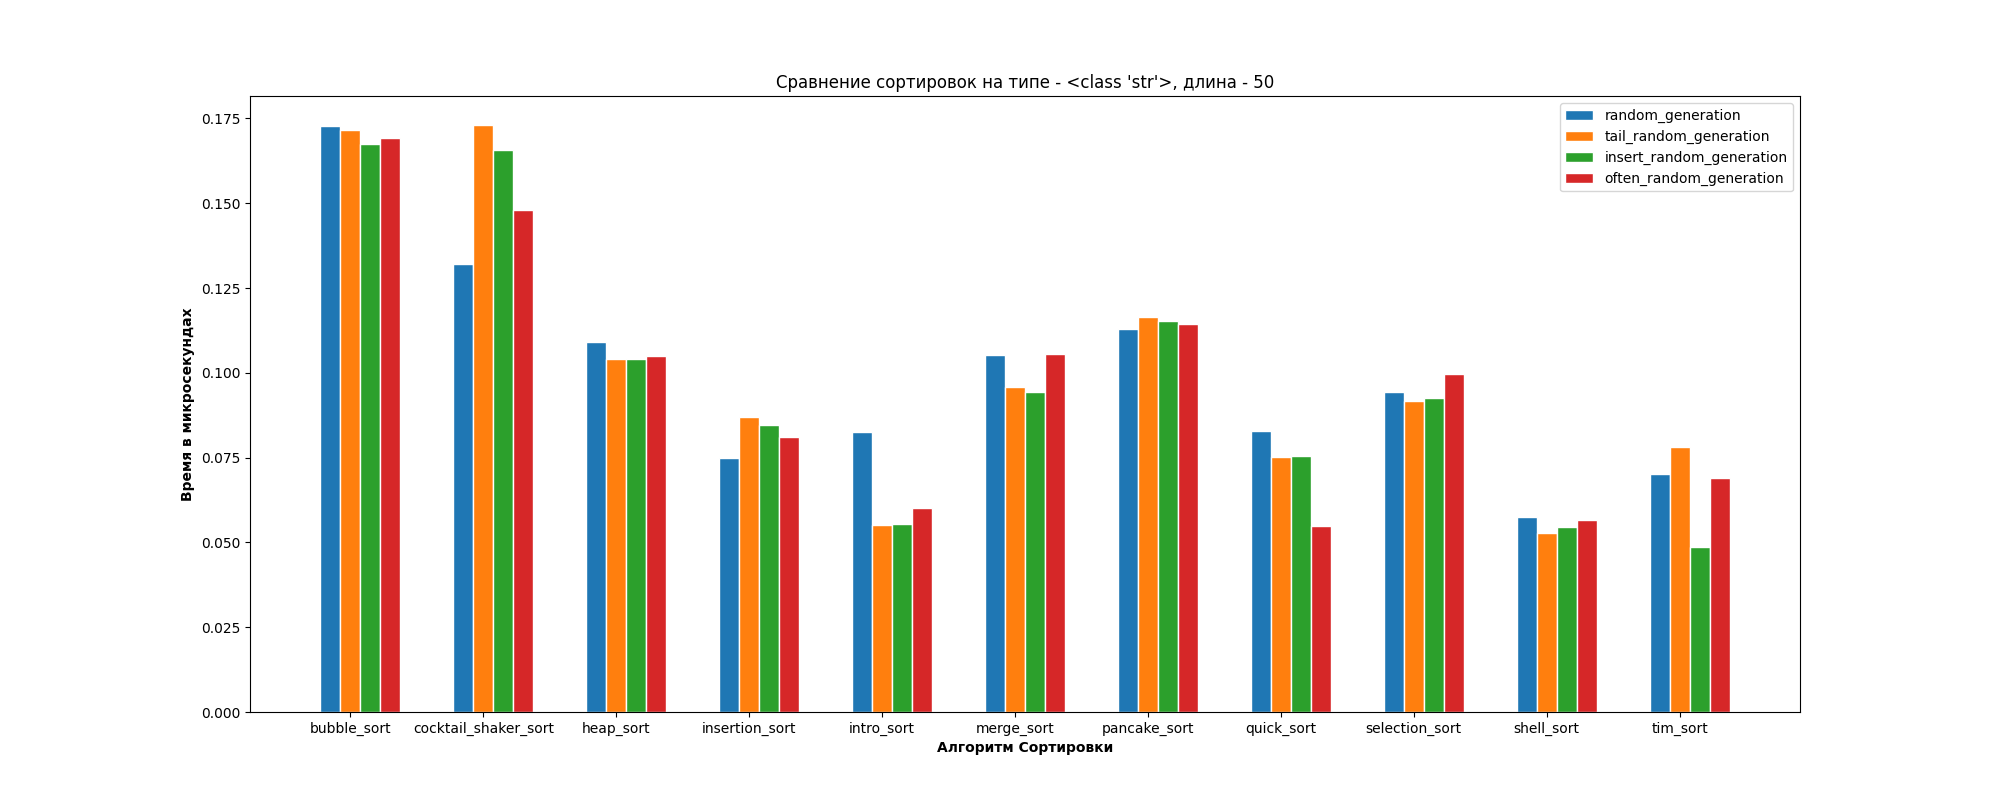 Сравнение сортировок на типе - <class 'str'>, длина - 50
random_generation
tail_random_generation
insert_random_generation
often_random_generation
Время в микросекундах
0.175
0.150
0.125
0.100
0.075
0.050
0.025
0.000
bubble_sort
cocktail_shaker_sort
heap_sort
insertion_sort
intro_sort
merge_sort
pancake_sort
quick_sort
selection_sort
shell_sort
tim_sort
Алгоритм Сортировки